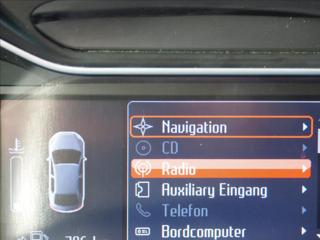 Navigation
CD
Radio
Auxiliary Eingang
Telefon
Bordcomputer